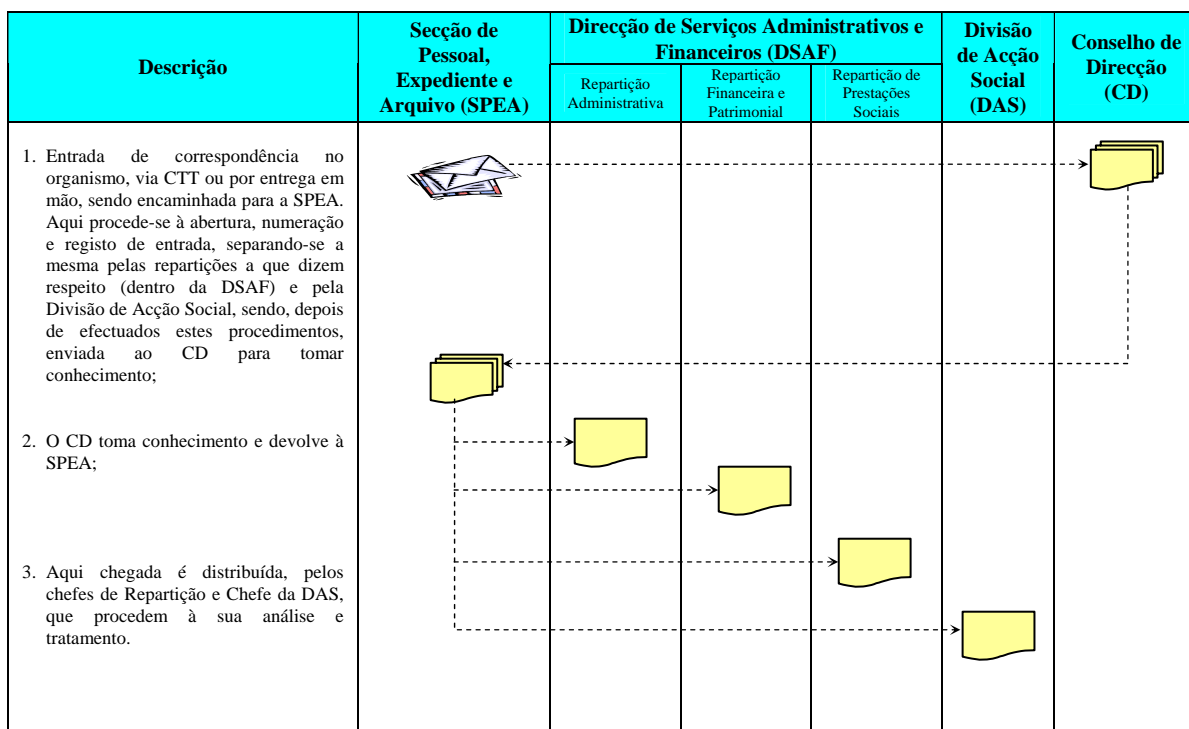 Descrição
Secção de
Pessoal,
Expediente e
Arquivo (SPEA)
Direcção de Serviços Administrativos e
Financeiros (DSAF)
Repartição
Administrativa
Repartição
Financeira e
Patrimonial
Repartição de
Prestações
Sociais
Divisão
de Acção
Social
(DAS)
Conselho de
Direcção
(CD)
1. Entrada de correspondência no
organismo, via CTT ou por entrega em
mão, sendo encaminhada para a SPEA.
Aqui procede-se à abertura, numeração
e registo de entrada, separando-se a
mesma pelas repartições a que dizem
respeito (dentro da DSAF) e pela
Divisão de Acção Social, sendo, depois
de efectuados estes procedimentos,
enviada ao CD para tomar
conhecimento;
2. O CD toma conhecimento e devolve à
SPEA;
3. Aqui chegada é distribuída, pelos
chefes de Repartição e Chefe da DAS,
que procedem à sua análise e
tratamento.